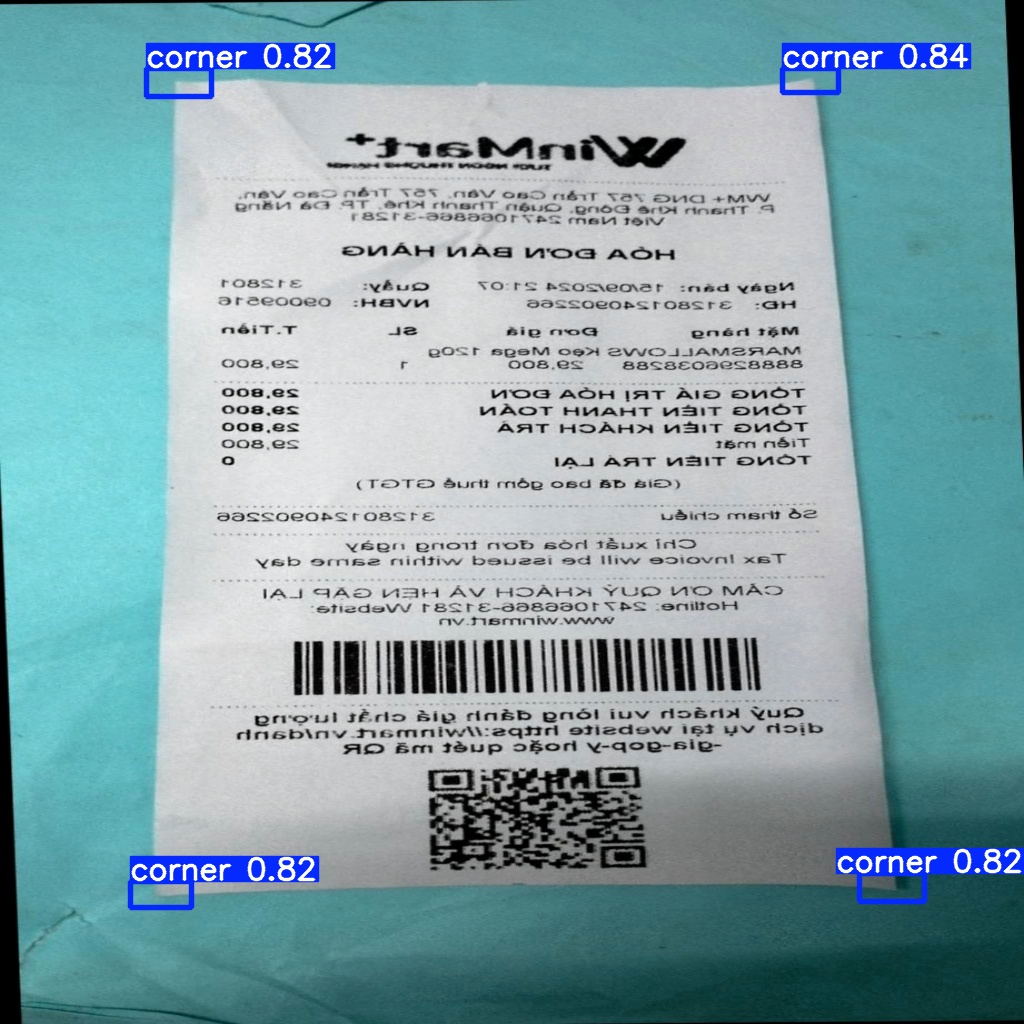 corner 0.82
corner 0.84
WinMart+
TƯƠI NGON THƯỢNG HẠNG
WM+ DNG 757 Trần Cao Vân, 757 Trần Cao Vân,
P. Thanh Khê Đông, Quận Thanh Khê, TP. Đà Nẵng
Việt Nam 2471066866-31281
HÓA ĐƠN BÁN HÀNG
Ngày bán: 15/09/2024 21:07 Quầy: 312801
HĐ: 31280124090​2266 NVBH: 09009516
Mặt hàng Đơn giá SL T.Tiền
MARSMALLOWS Kẹo Mega 120g
8888296038288 29.800 1 29.800
TỔNG GIÁ TRỊ HÓA ĐƠN 29.800
TỔNG TIỀN THANH TOÁN 29.800
TỔNG TIỀN KHÁCH TRẢ 29.800
Tiền mặt 29.800
TỔNG TIỀN TRẢ LẠI 0
(Giá đã bao gồm thuế GTGT)
Số tham chiếu 312801240902266
Chỉ xuất hóa đơn trong ngày
Tax Invoice will be issued within same day
CẢM ƠN QUÝ KHÁCH VÀ HẸN GẶP LẠI
Hotline: 2471066866-31281 Website:
www.winmart.vn
Quý khách vui lòng đánh giá chất lượng
dịch vụ tại website https://winmart.vn/danh
-gia-gop-y hoặc quét mã QR
corner 0.82
corner 0.82